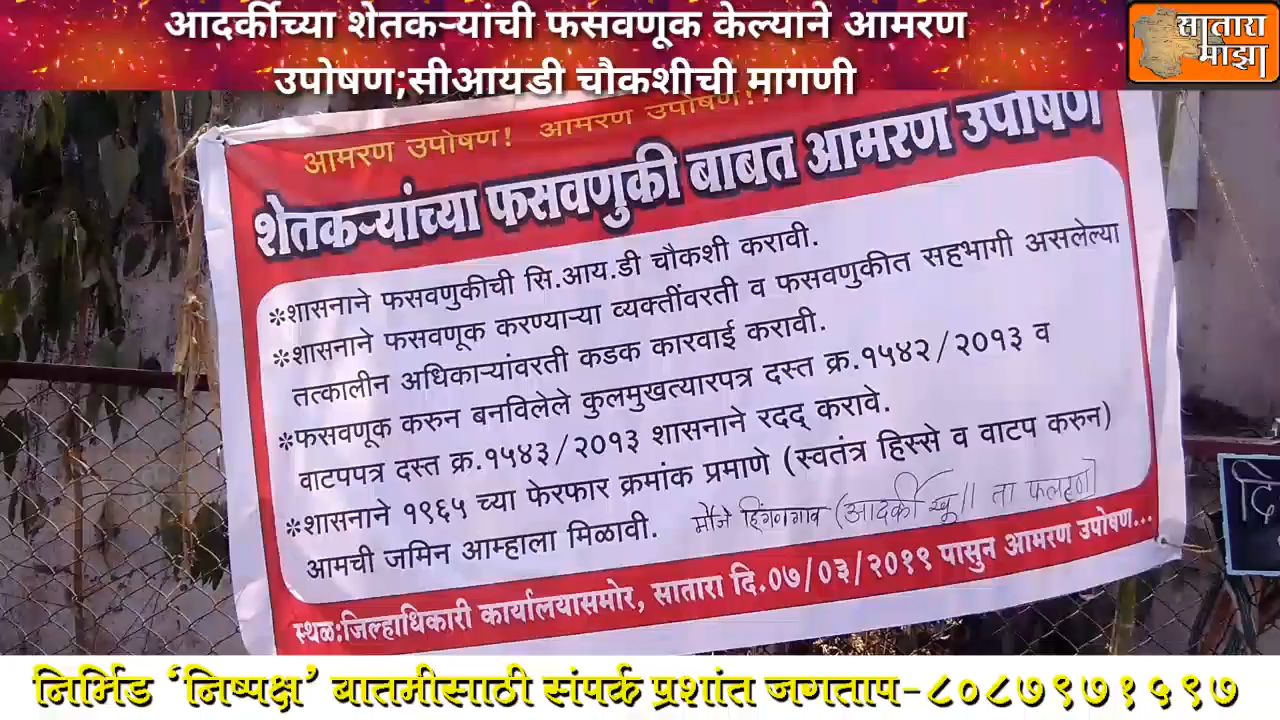 आदर्कीच्या शेतकऱ्यांची फसवणूक केल्याने आमरण
उपोषण;सीआयडी चौकशीची मागणी
सातारा
माझा
आमरण उपोषण! आमरण उपोषण!!
शेतकऱ्यांच्या फसवणुकी बाबत आमरण उपोषण
*शासनाने फसवणुकीची सि.आय.डी चौकशी करावी.
*शासनाने फसवणूक करण्याऱ्या व्यक्तींवरती व फसवणुकीत सहभागी असलेल्या
तत्कालीन अधिकाऱ्यांवरती कडक कारवाई करावी.
*फसवणूक करुन बनविलेले कुलमुखत्यारपत्र दस्त क्र.१५४२/२०१३ व
वाटपपत्र दस्त क्र.१५४३/२०१३ शासनाने रदद् करावे.
*शासनाने १९६५ च्या फेरफार क्रमांक प्रमाणे (स्वतंत्र हिस्से व वाटप करुन)
आमची जमिन आम्हाला मिळावी. मौजे हिंगणगाव (आदर्की खु॥ ता फलटण)
स्थळ:जिल्हाधिकारी कार्यालयासमोर, सातारा दि.०७/०३/२०१९ पासुन आमरण उपोषण...
दि
निर्भिड ‘निष्पक्ष’ बातमीसाठी संपर्क प्रशांत जगताप-८०८७९७१५९७